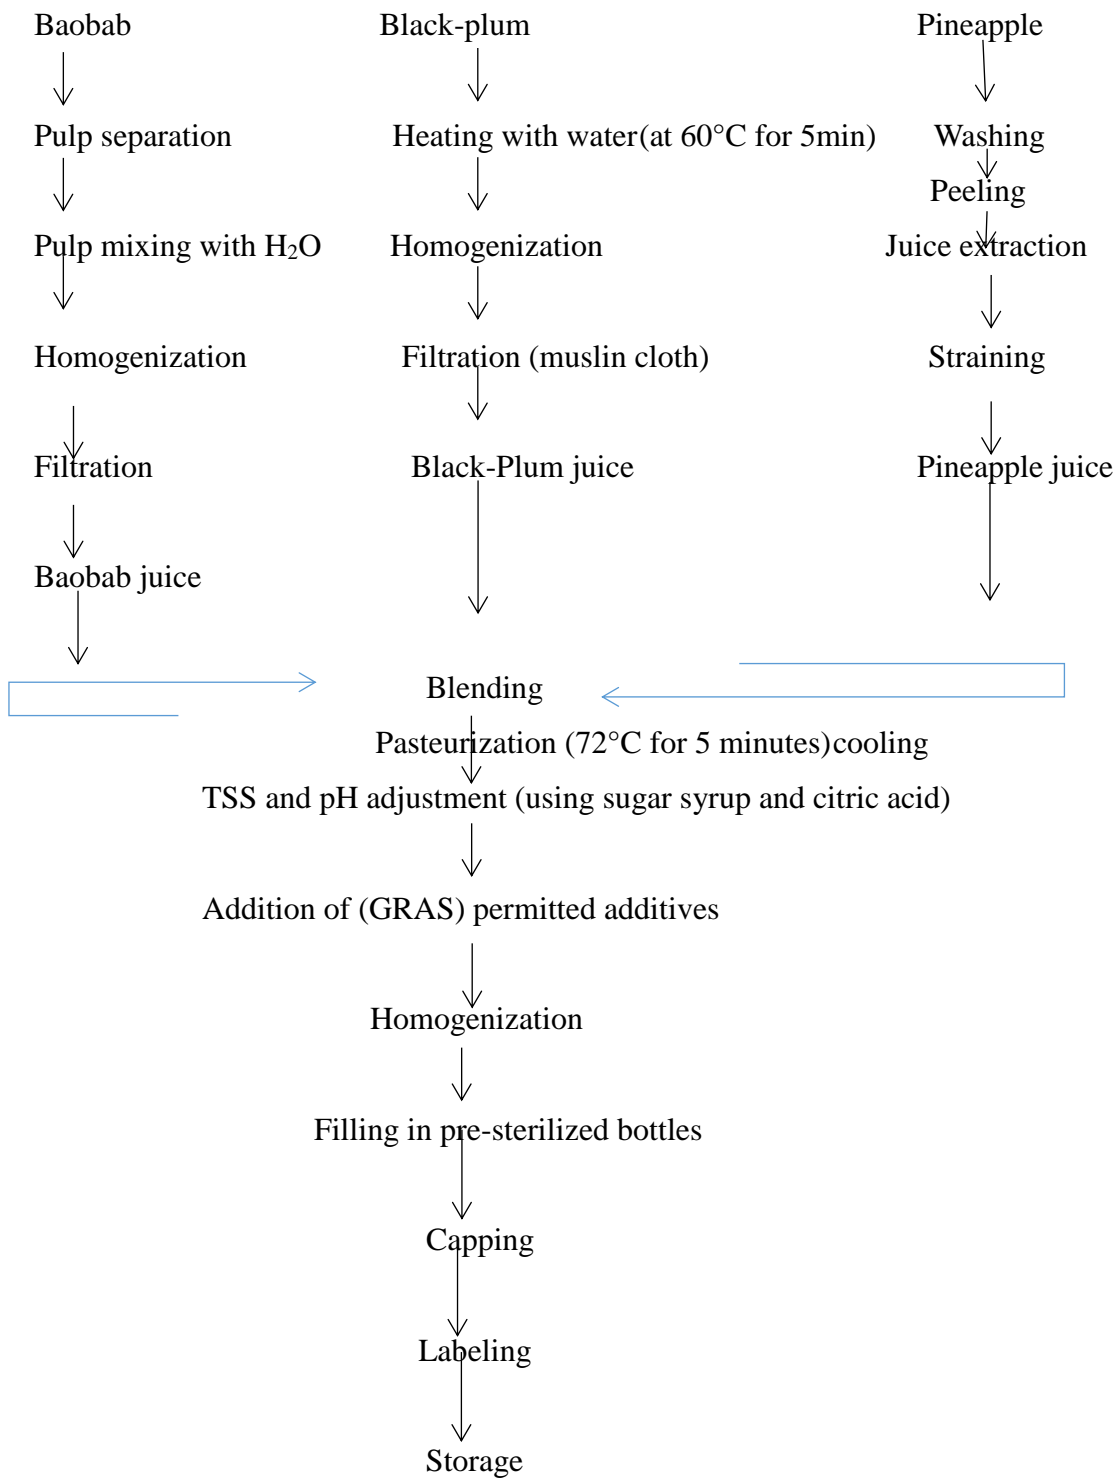 Baobab Black-plum Pineapple
Pulp separation Heating with water(at 60°C for 5min) Washing
Peeling
Pulp mixing with H₂O Homogenization Juice extraction
Homogenization Filtration (muslin cloth) Straining
Filtration Black-Plum juice Pineapple juice
Baobab juice
Blending
Pasteurization (72°C for 5 minutes)cooling
TSS and pH adjustment (using sugar syrup and citric acid)
Addition of (GRAS) permitted additives
Homogenization
Filling in pre-sterilized bottles
Capping
Labeling
Storage